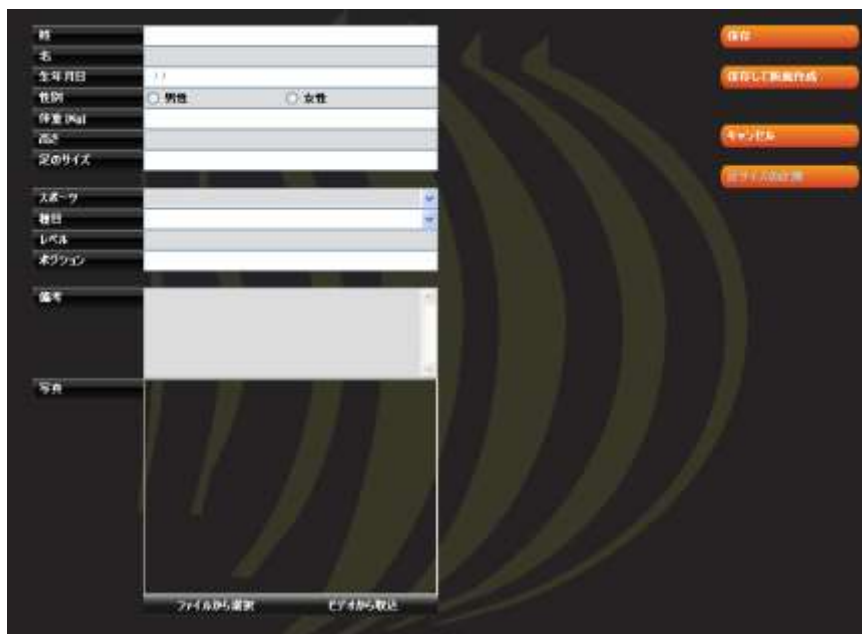 姓
名
生年月日 / /
性別 男性 女性
体重 (Kg)
高さ
足のサイズ
スポーツ
種目
レベル
ポジション
備考
写真
ファイルから選択 ビデオから取込
保存
保存して新規作成
キャンセル